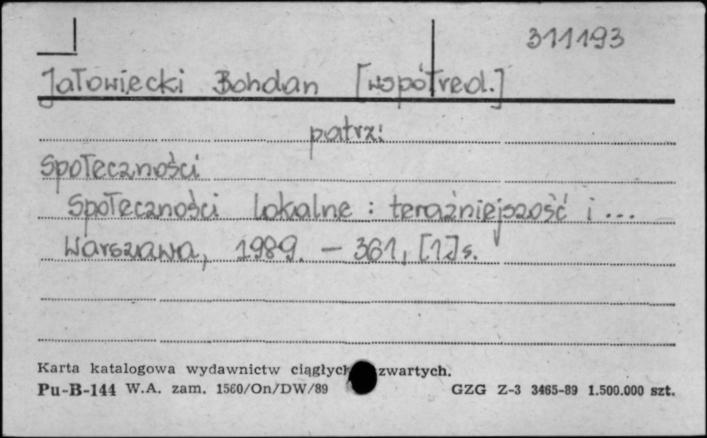 311193
Jałowiecki Bohdan [współred.]
patrz:
Społeczności
Społeczności lokalne : teraźniejszość i ...
Warszawa, 1989. – 361, [1] s.
Karta katalogowa wydawnictw ciągłych zwartych.
Pu-B-144 W.A. zam. 1560/On/DW/89 GZG Z-3 3465-89 1.500.000 szt.